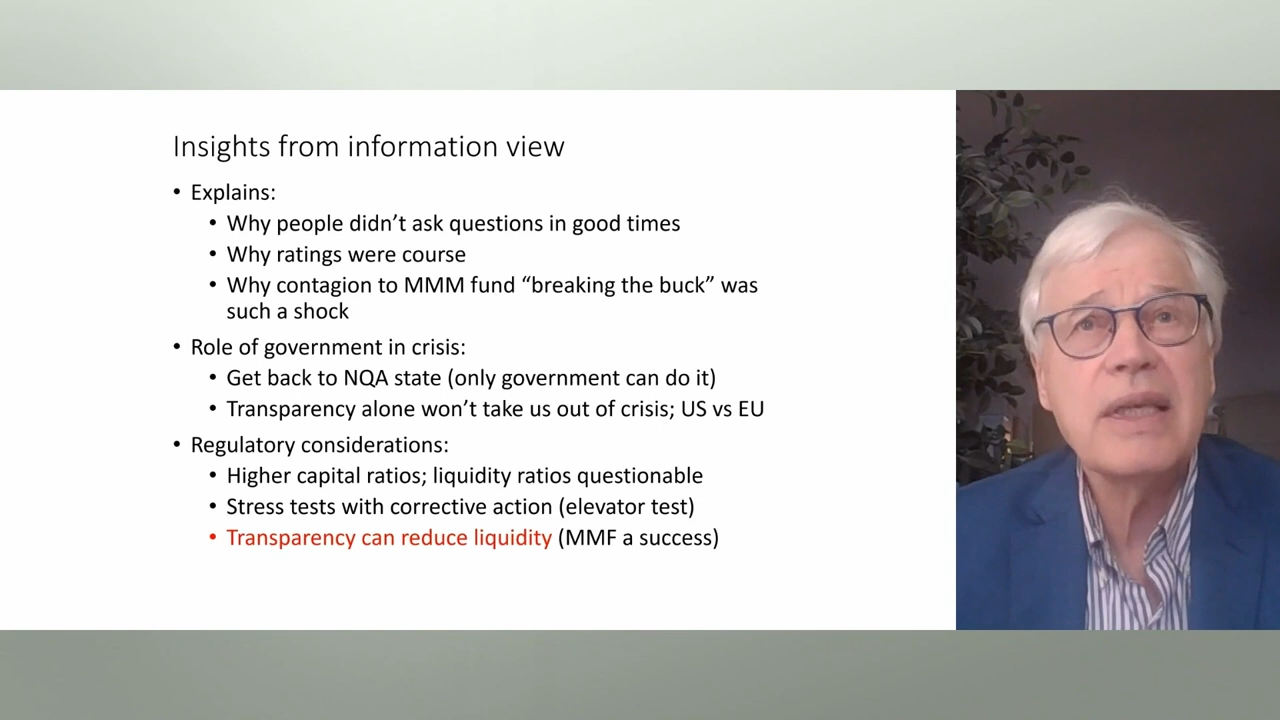 Insights from information view
• Explains:
• Why people didn’t ask questions in good times
• Why ratings were course
• Why contagion to MMM fund “breaking the buck” was
such a shock
• Role of government in crisis:
• Get back to NQA state (only government can do it)
• Transparency alone won’t take us out of crisis; US vs EU
• Regulatory considerations:
• Higher capital ratios; liquidity ratios questionable
• Stress tests with corrective action (elevator test)
• Transparency can reduce liquidity (MMF a success)